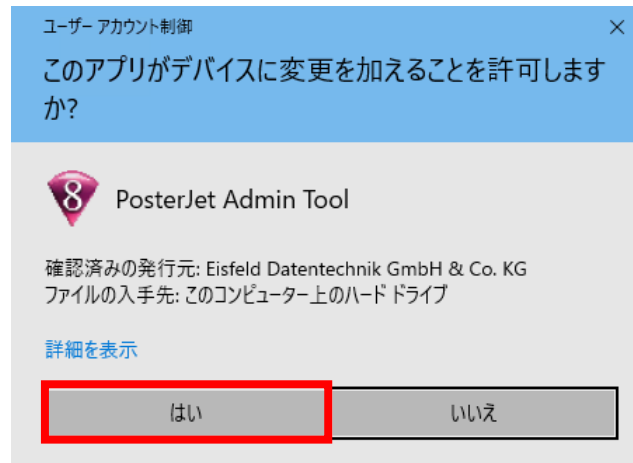 ユーザー アカウント制御
このアプリがデバイスに変更を加えることを許可します
か?
8
PosterJet Admin Tool
確認済みの発行元: Eisfeld Datentechnik GmbH & Co. KG
ファイルの入手先: このコンピューター上のハード ドライブ
詳細を表示
はい
いいえ